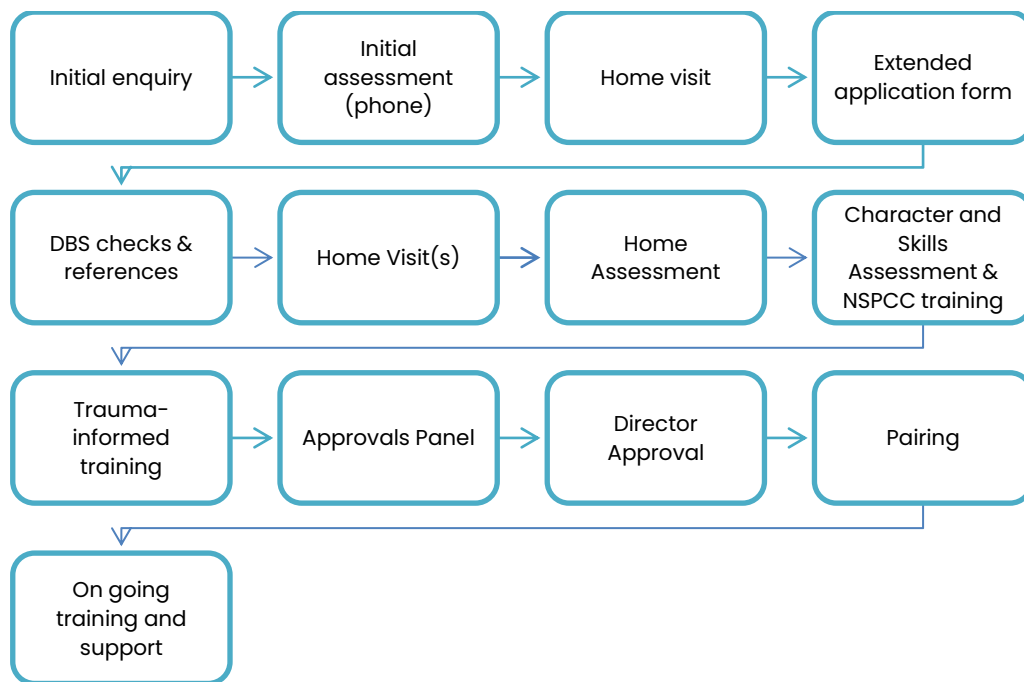 Initial enquiry
Initial
assessment
(phone)
Home visit
Extended
application form
DBS checks &
references
Home Visit(s)
Home
Assessment
Character and
Skills
Assessment &
NSPCC training
Trauma-
informed
training
Approvals Panel
Director
Approval
Pairing
On going
training and
support